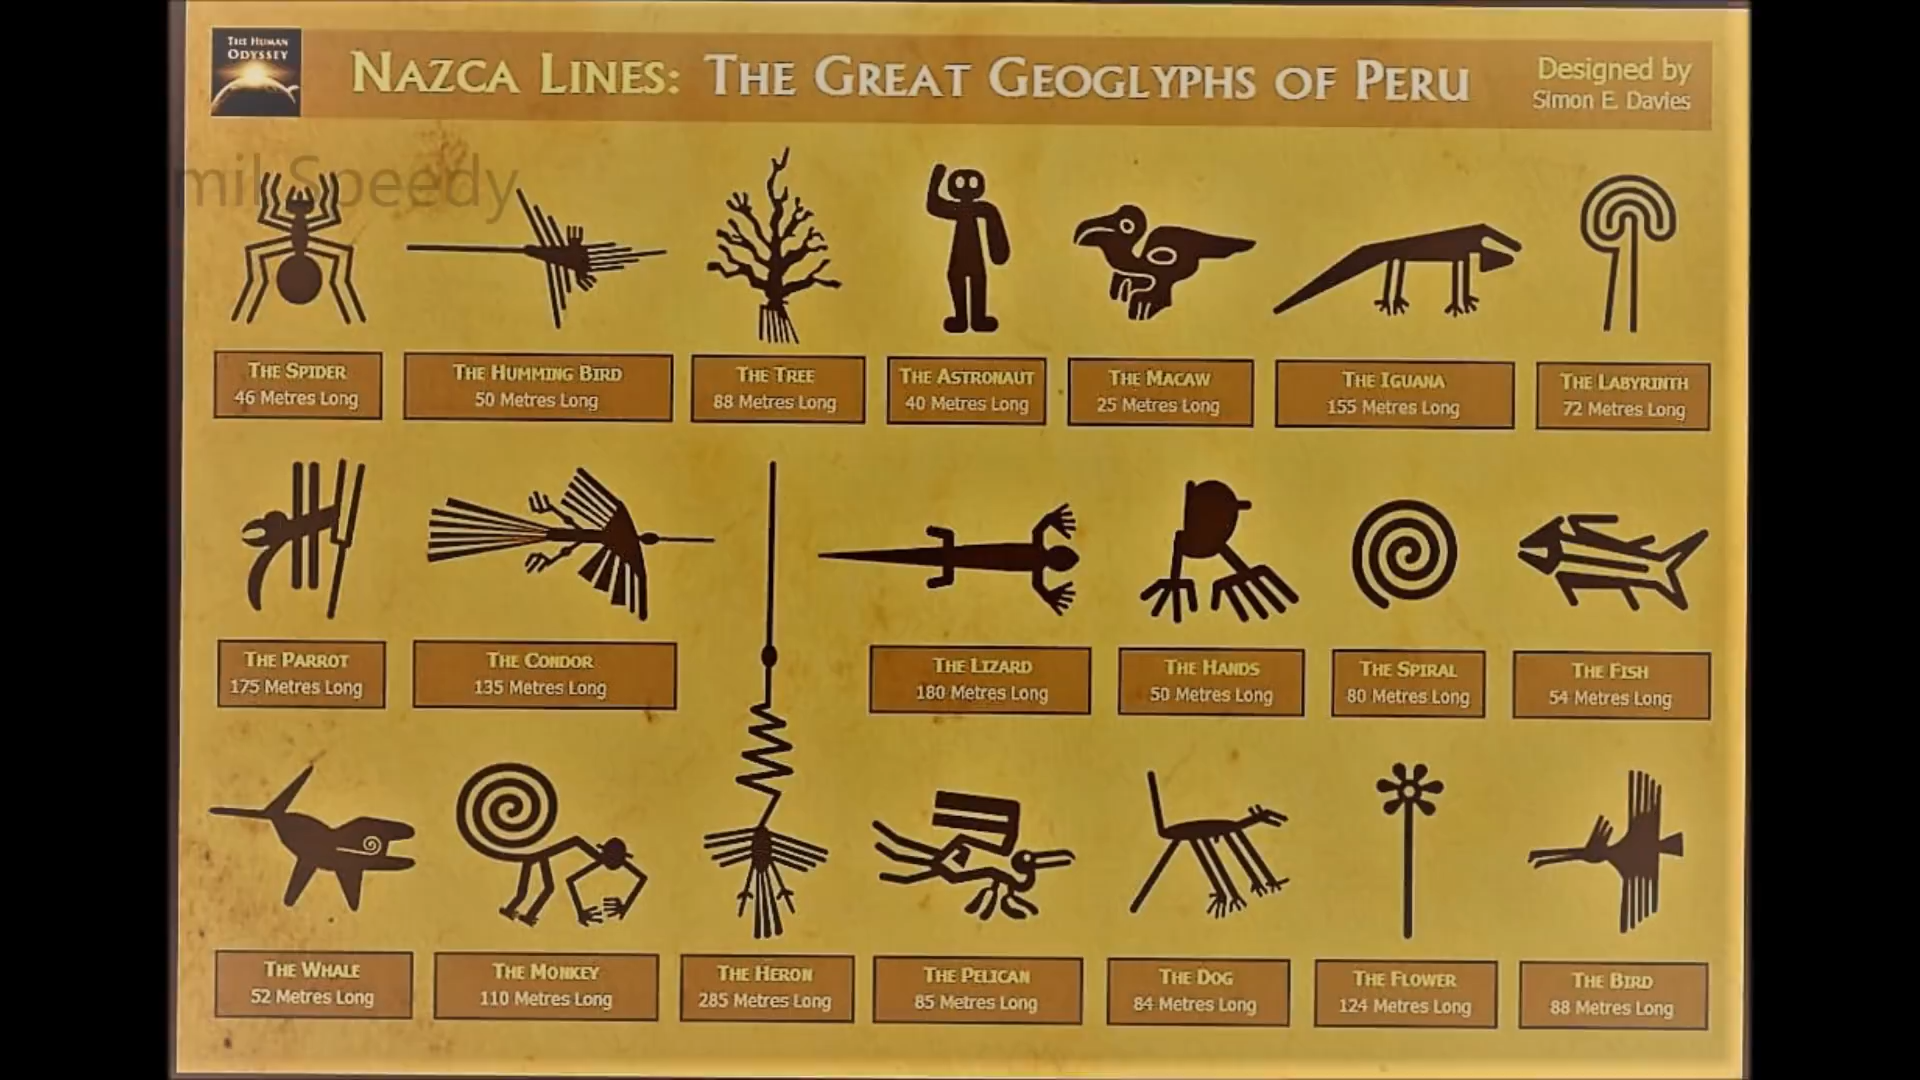 THE HUMAN
ODYSSEY
NAZCA LINES: THE GREAT GEOGLYPHS OF PERU
Designed by
Simon E. Davies
mil Speedy
THE SPIDER
46 Metres Long
THE HUMMING BIRD
50 Metres Long
THE TREE
88 Metres Long
THE ASTRONAUT
40 Metres Long
THE MACAW
25 Metres Long
THE IGUANA
155 Metres Long
THE LABYRINTH
72 Metres Long
THE PARROT
175 Metres Long
THE CONDOR
135 Metres Long
THE LIZARD
180 Metres Long
THE HANDS
50 Metres Long
THE SPIRAL
80 Metres Long
THE FISH
54 Metres Long
THE WHALE
52 Metres Long
THE MONKEY
110 Metres Long
THE HERON
285 Metres Long
THE PELICAN
85 Metres Long
THE DOG
84 Metres Long
THE FLOWER
124 Metres Long
THE BIRD
88 Metres Long